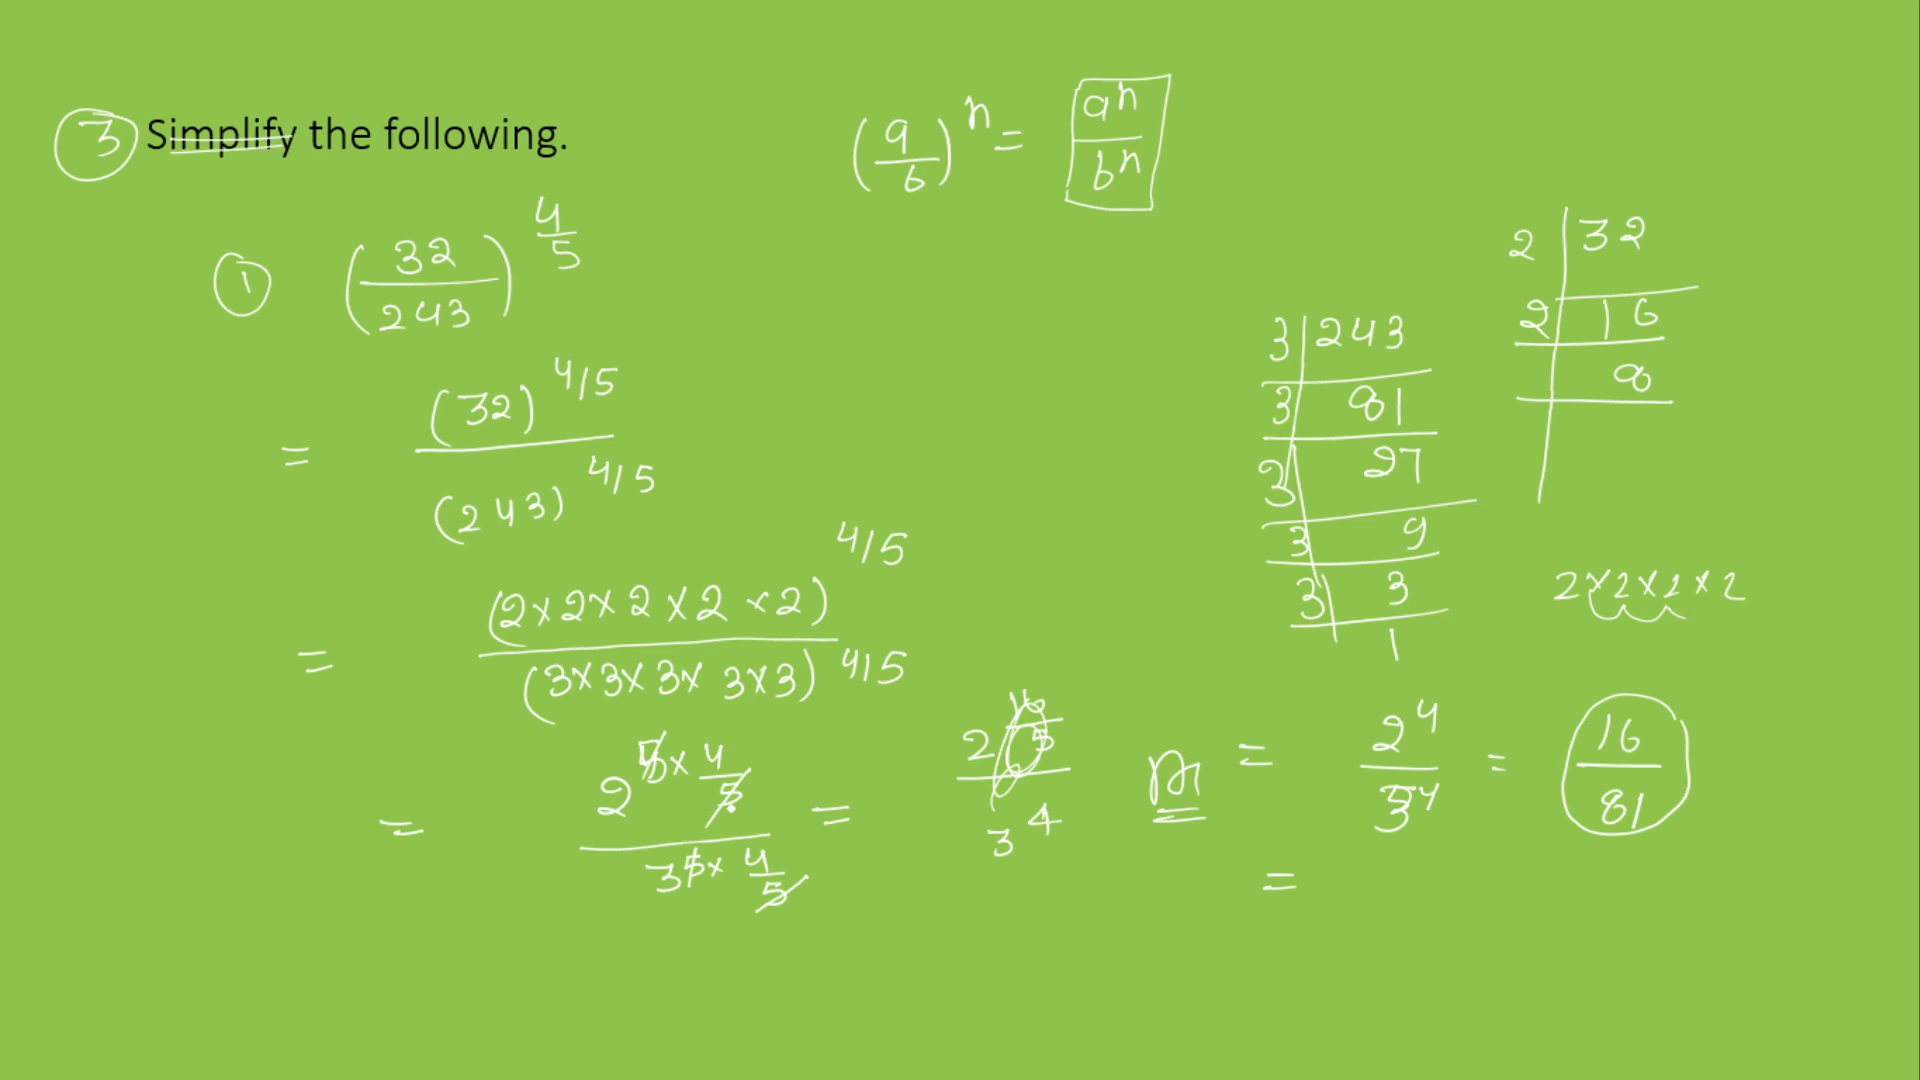 3 Simplify the following.
(a/b)^n = a^n/b^n
① (32/243)^4/5
= (32)^4/5 / (243)^4/5
= (2×2×2×2×2)^4/5 / (3×3×3×3×3)^4/5
= 2^5×4/5 / 3^5×4/5 =
3^4
= 2^4 / 3^4 = 16/81
=
3 | 243
3 | 81
3 | 27
3 | 9
3 | 3
1
2 | 32
2 | 16
8
2×2×2×2